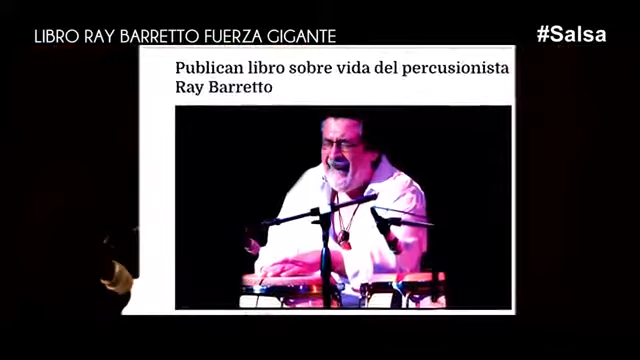 LIBRO RAY BARRETTO FUERZA GIGANTE
#Salsa
Publican libro sobre vida del percusionista
Ray Barretto